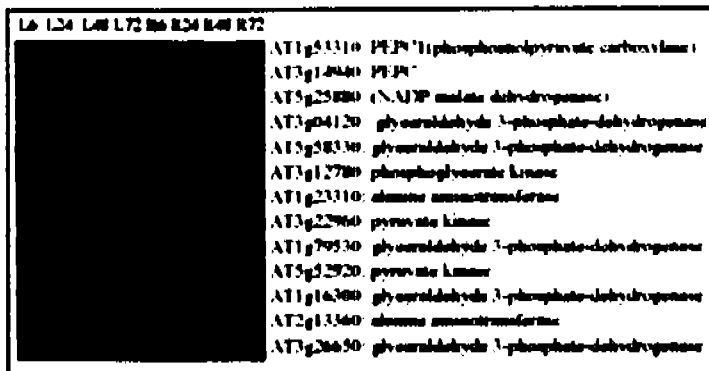 L6 L24 L48 L72 R6 R24 R48 R72
AT1g53310: PEPC1(phosphoenolpyruvate carboxylase)
AT3g14940: PEPC
AT5g25880: (NADP malate dehydrogenase)
AT3g04120: glyceraldehyde 3-phosphate-dehydrogenase
AT5g58330: glyceraldehyde 3-phosphate-dehydrogenase
AT3g12780: phosphoglycerate kinase
AT1g23310: alanine aminotransferase
AT3g22960: pyruvate kinase
AT1g79530: glyceraldehyde 3-phosphate-dehydrogenase
AT5g52920: pyruvate kinase
AT1g16300: glyceraldehyde 3-phosphate-dehydrogenase
AT2g13360: alanine aminotransferase
AT3g26650: glyceraldehyde 3-phosphate-dehydrogenase